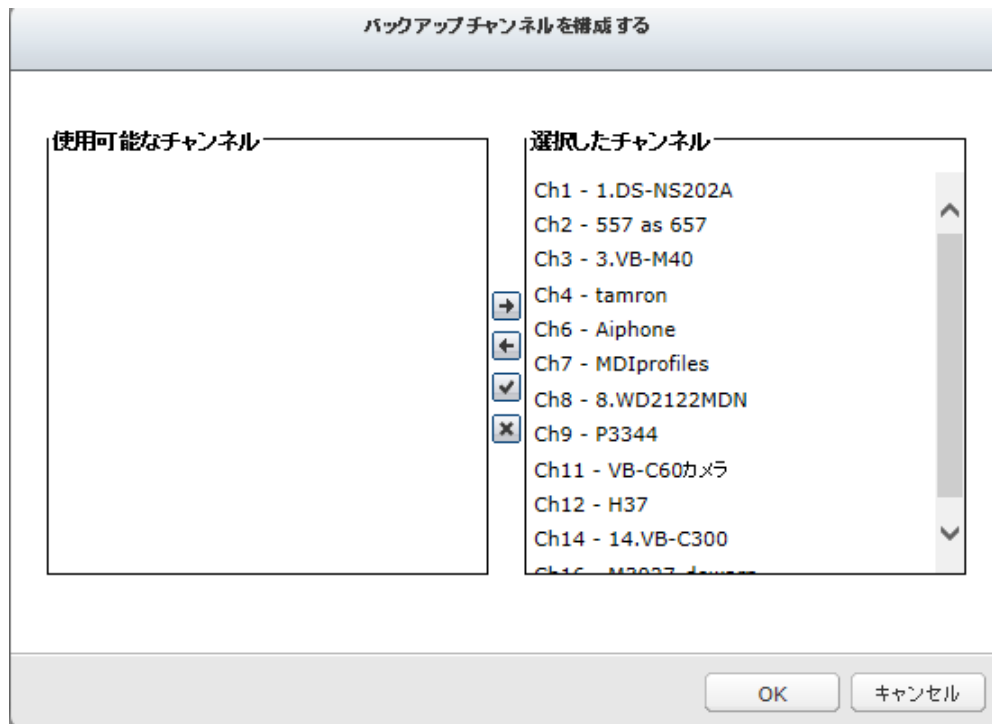 バックアップチャンネルを構成する
使用可能なチャンネル
選択したチャンネル
Ch1 - 1.DS-NS202A
Ch2 - 557 as 657
Ch3 - 3.VB-M40
Ch4 - tamron
Ch6 - Aiphone
Ch7 - MDIprofiles
Ch8 - 8.WD2122MDN
Ch9 - P3344
Ch11 - VB-C60カメラ
Ch12 - H37
Ch14 - 14.VB-C300
OK
キャンセル